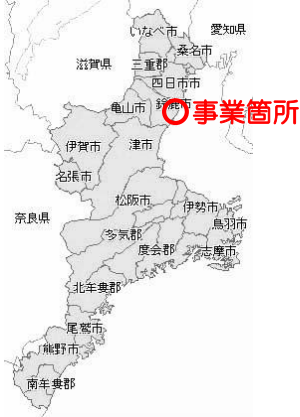 いなべ市
愛知県
桑名市
滋賀県
三重郡
四日市市
亀山市
鈴鹿市
事業箇所
伊賀市
津市
名張市
松阪市
伊勢市
奈良県
鳥羽市
多気郡
度会郡
志摩市
北牟婁郡
尾鷲市
熊野市
南牟婁郡